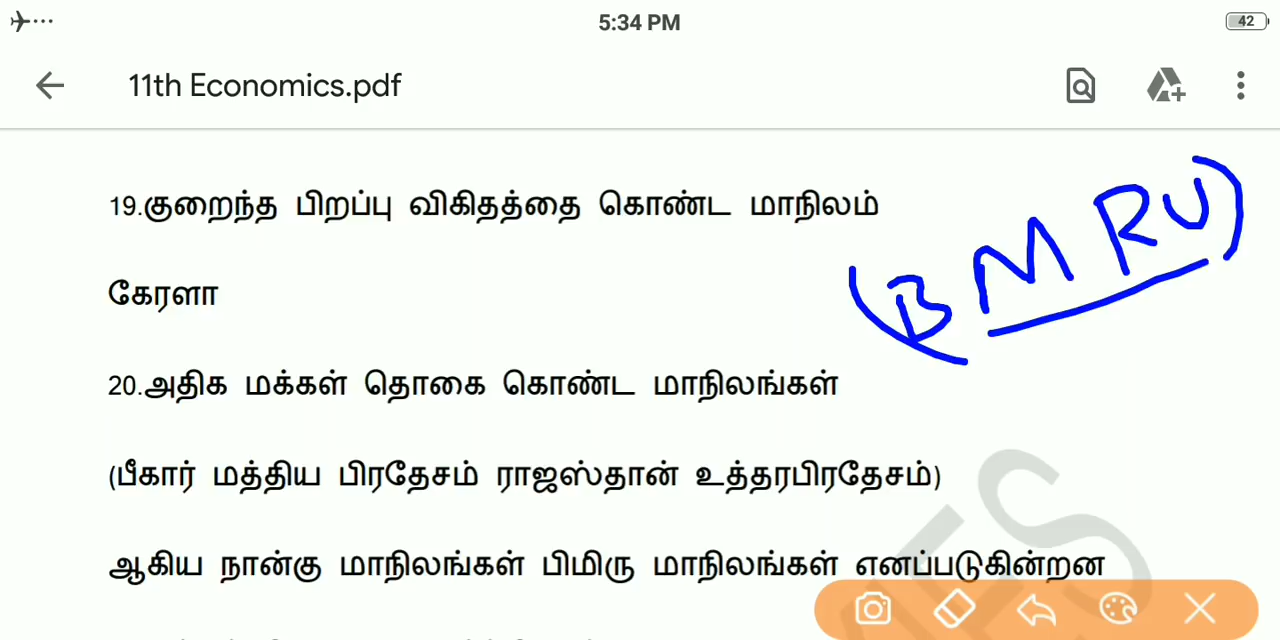 5:34 PM
42
11th Economics.pdf
19.குறைந்த பிறப்பு விகிதத்தை கொண்ட மாநிலம்
கேரளா
(BMRU)
20.அதிக மக்கள் தொகை கொண்ட மாநிலங்கள்
(பீகார் மத்திய பிரதேசம் ராஜஸ்தான் உத்தரபிரதேசம்)
ஆகிய நான்கு மாநிலங்கள் பிமிரு மாநிலங்கள் எனப்படுகின்றன